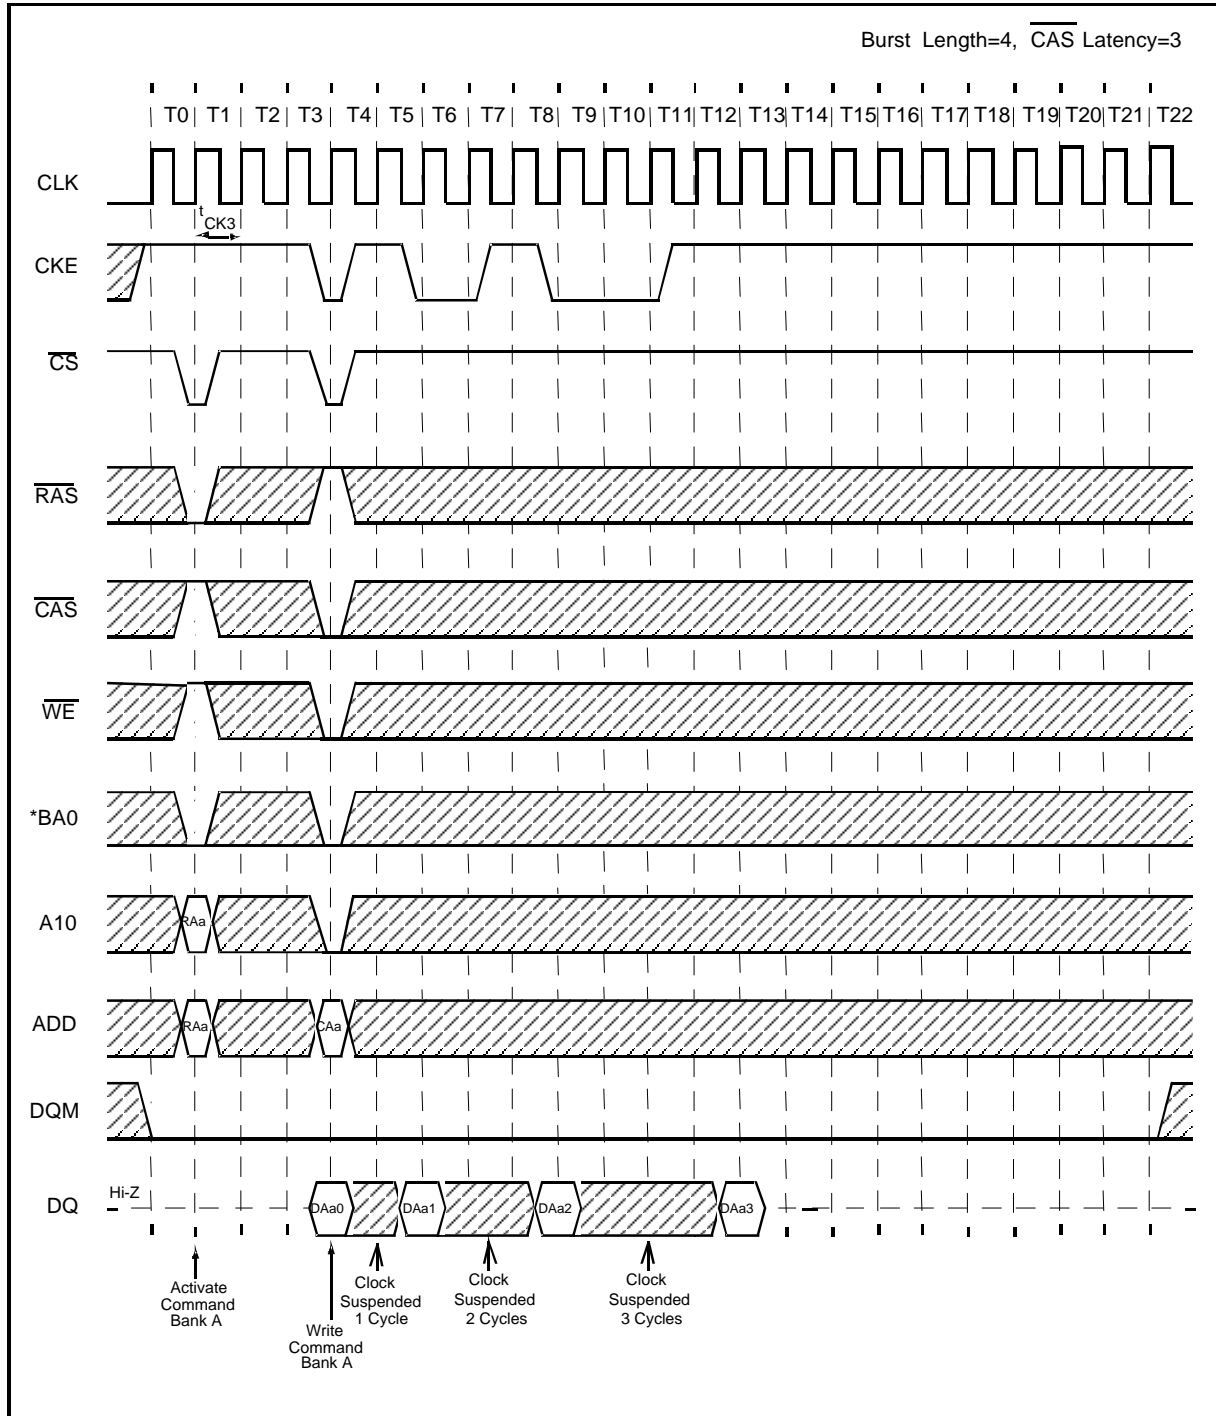 Burst Length=4, CAS Latency=3
T0 T1 T2 T3 T4 T5 T6 T7 T8 T9 T10 T11 T12 T13 T14 T15 T16 T17 T18 T19 T20 T21 T22
CLK
tCK3
CKE
CS
RAS
CAS
WE
*BA0
A10
RAa
ADD
RAa CAa
DQM
DQ
Hi-Z
DAa0 DAa1 DAa2 DAa3
Activate
Command
Bank A
Write
Command
Bank A
Clock
Suspended
1 Cycle
Clock
Suspended
2 Cycles
Clock
Suspended
3 Cycles